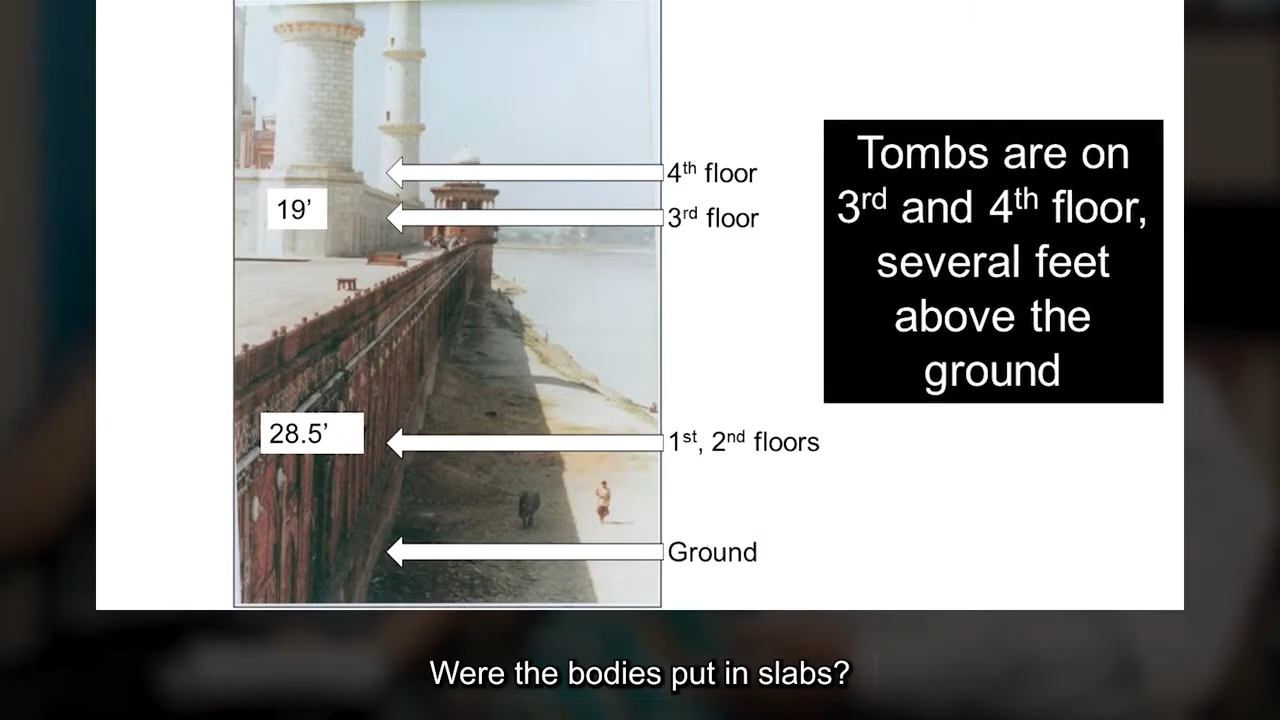 4th floor
19’
3rd floor
28.5’
1st, 2nd floors
Ground
Tombs are on
3rd and 4th floor,
several feet
above the
ground
Were the bodies put in slabs?